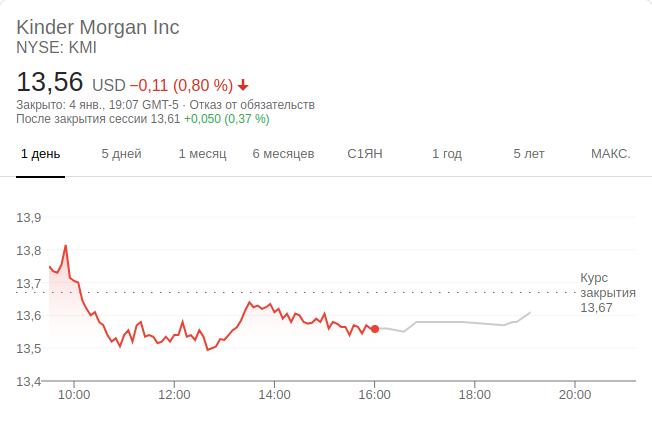 Kinder Morgan Inc
NYSE: KMI
13,56 USD −0,11 (0,80 %)
Закрыто: 4 янв., 19:07 GMT-5 · Отказ от обязательств
После закрытия сессии 13,61 +0,050 (0,37 %)
1 день 5 дней 1 месяц 6 месяцев С1ЯН 1 год 5 лет МАКС.
13,9
13,8
13,7
13,6
13,5
13,4
Курс
закрытия
13,67
10:00 12:00 14:00 16:00 18:00 20:00